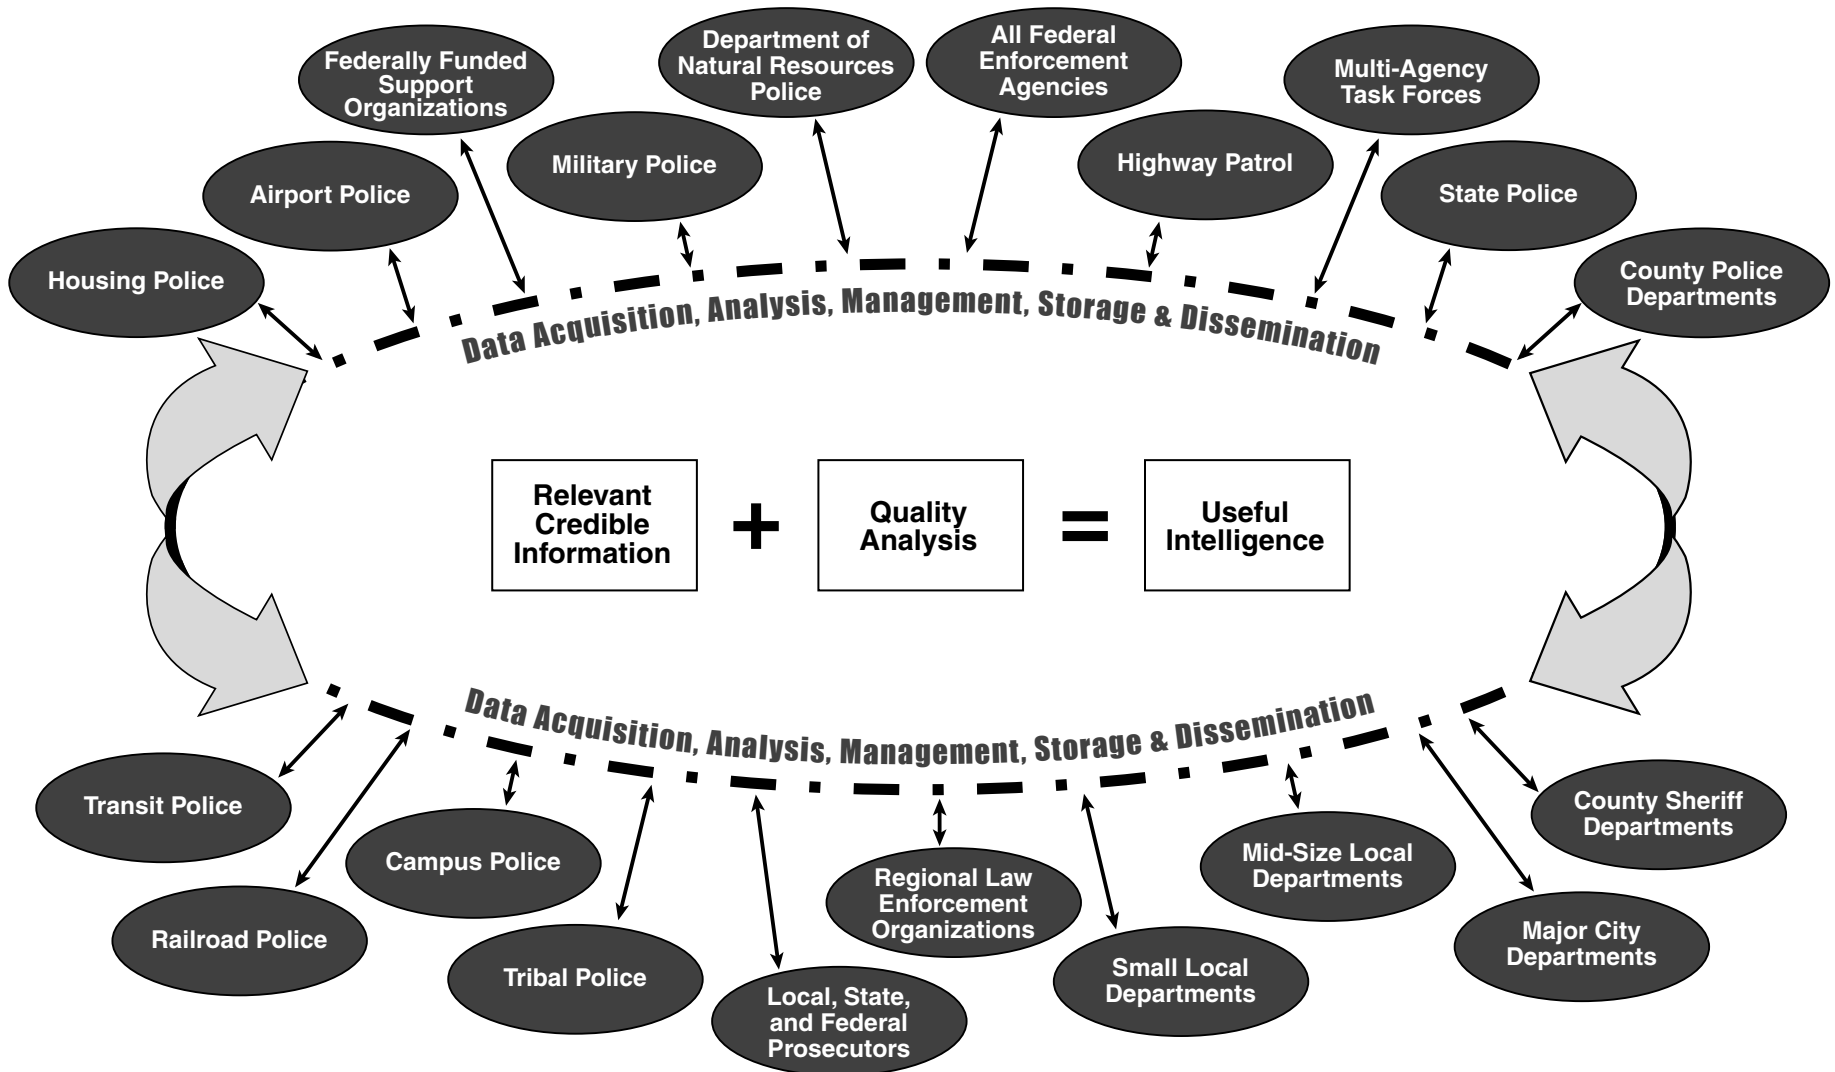 Federally Funded
Support
Organizations
Department of
Natural Resources
Police
All Federal
Enforcement
Agencies
Multi-Agency
Task Forces
Airport Police
Military Police
Highway Patrol
State Police
Housing Police
County Police
Departments
Data Acquisition, Analysis, Management, Storage & Dissemination
Relevant
Credible
Information
+
Quality
Analysis
=
Useful
Intelligence
Data Acquisition, Analysis, Management, Storage & Dissemination
Transit Police
Campus Police
Railroad Police
Tribal Police
Local, State,
and Federal
Prosecutors
Regional Law
Enforcement
Organizations
Small Local
Departments
Mid-Size Local
Departments
County Sheriff
Departments
Major City
Departments